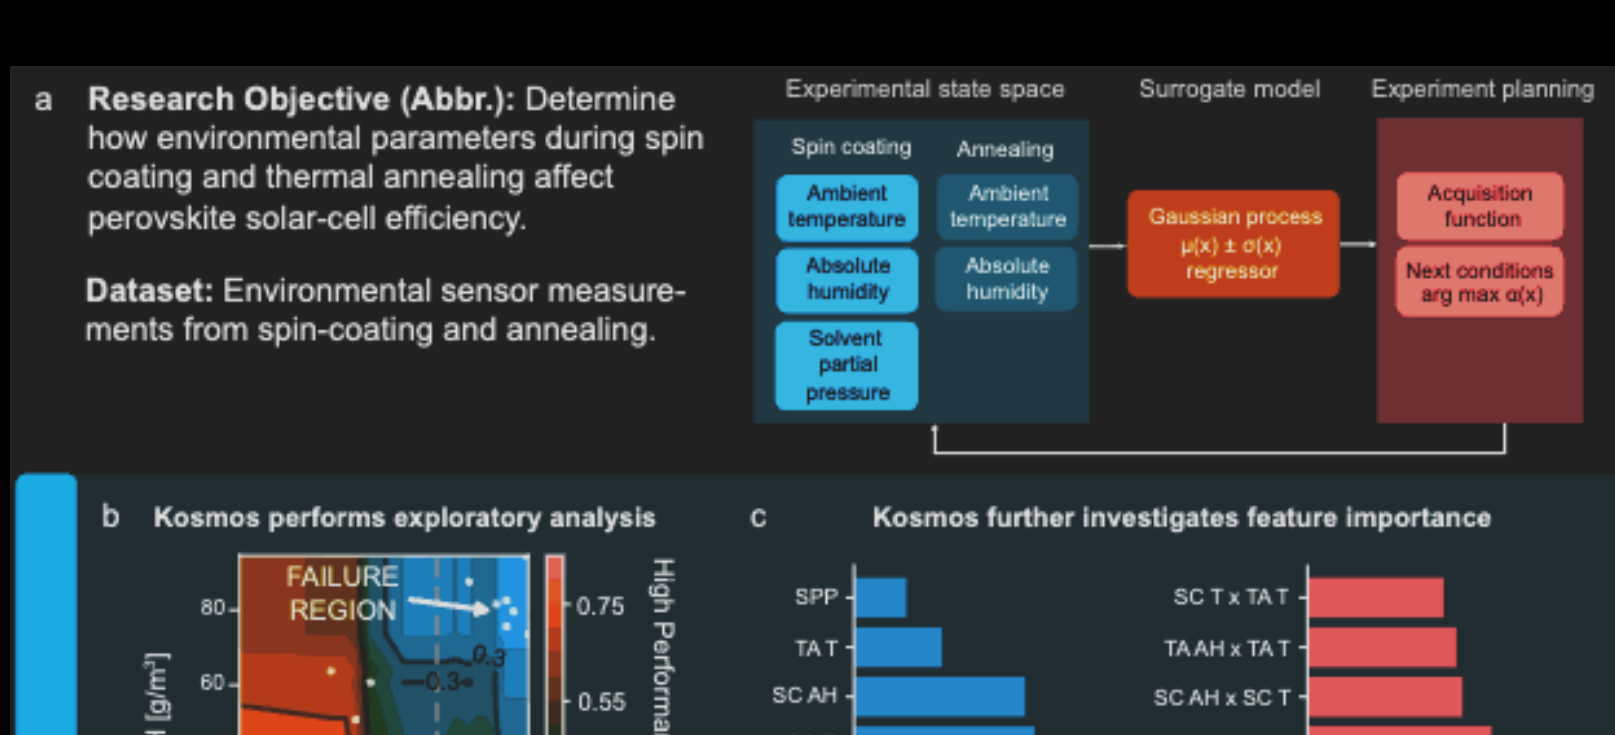 a
Research Objective (Abbr.): Determine
how environmental parameters during spin
coating and thermal annealing affect
perovskite solar-cell efficiency.
Dataset: Environmental sensor measure-
ments from spin-coating and annealing.
Experimental state space
Spin coating
Ambient
temperature
Absolute
humidity
Solvent
partial
pressure
Annealing
Ambient
temperature
Absolute
humidity
Surrogate model
Gaussian process
μ(x) ± σ(x)
regressor
Experiment planning
Acquisition
function
Next conditions
arg max α(x)
b
Kosmos performs exploratory analysis
FAILURE
REGION
80
60
[g/m³]
0.3
0.3
0.75
0.55
High
c
Kosmos further investigates feature importance
SPP
TA T
SC AH
SC T x TA T
TA AH x TA T
SC AH x SC T